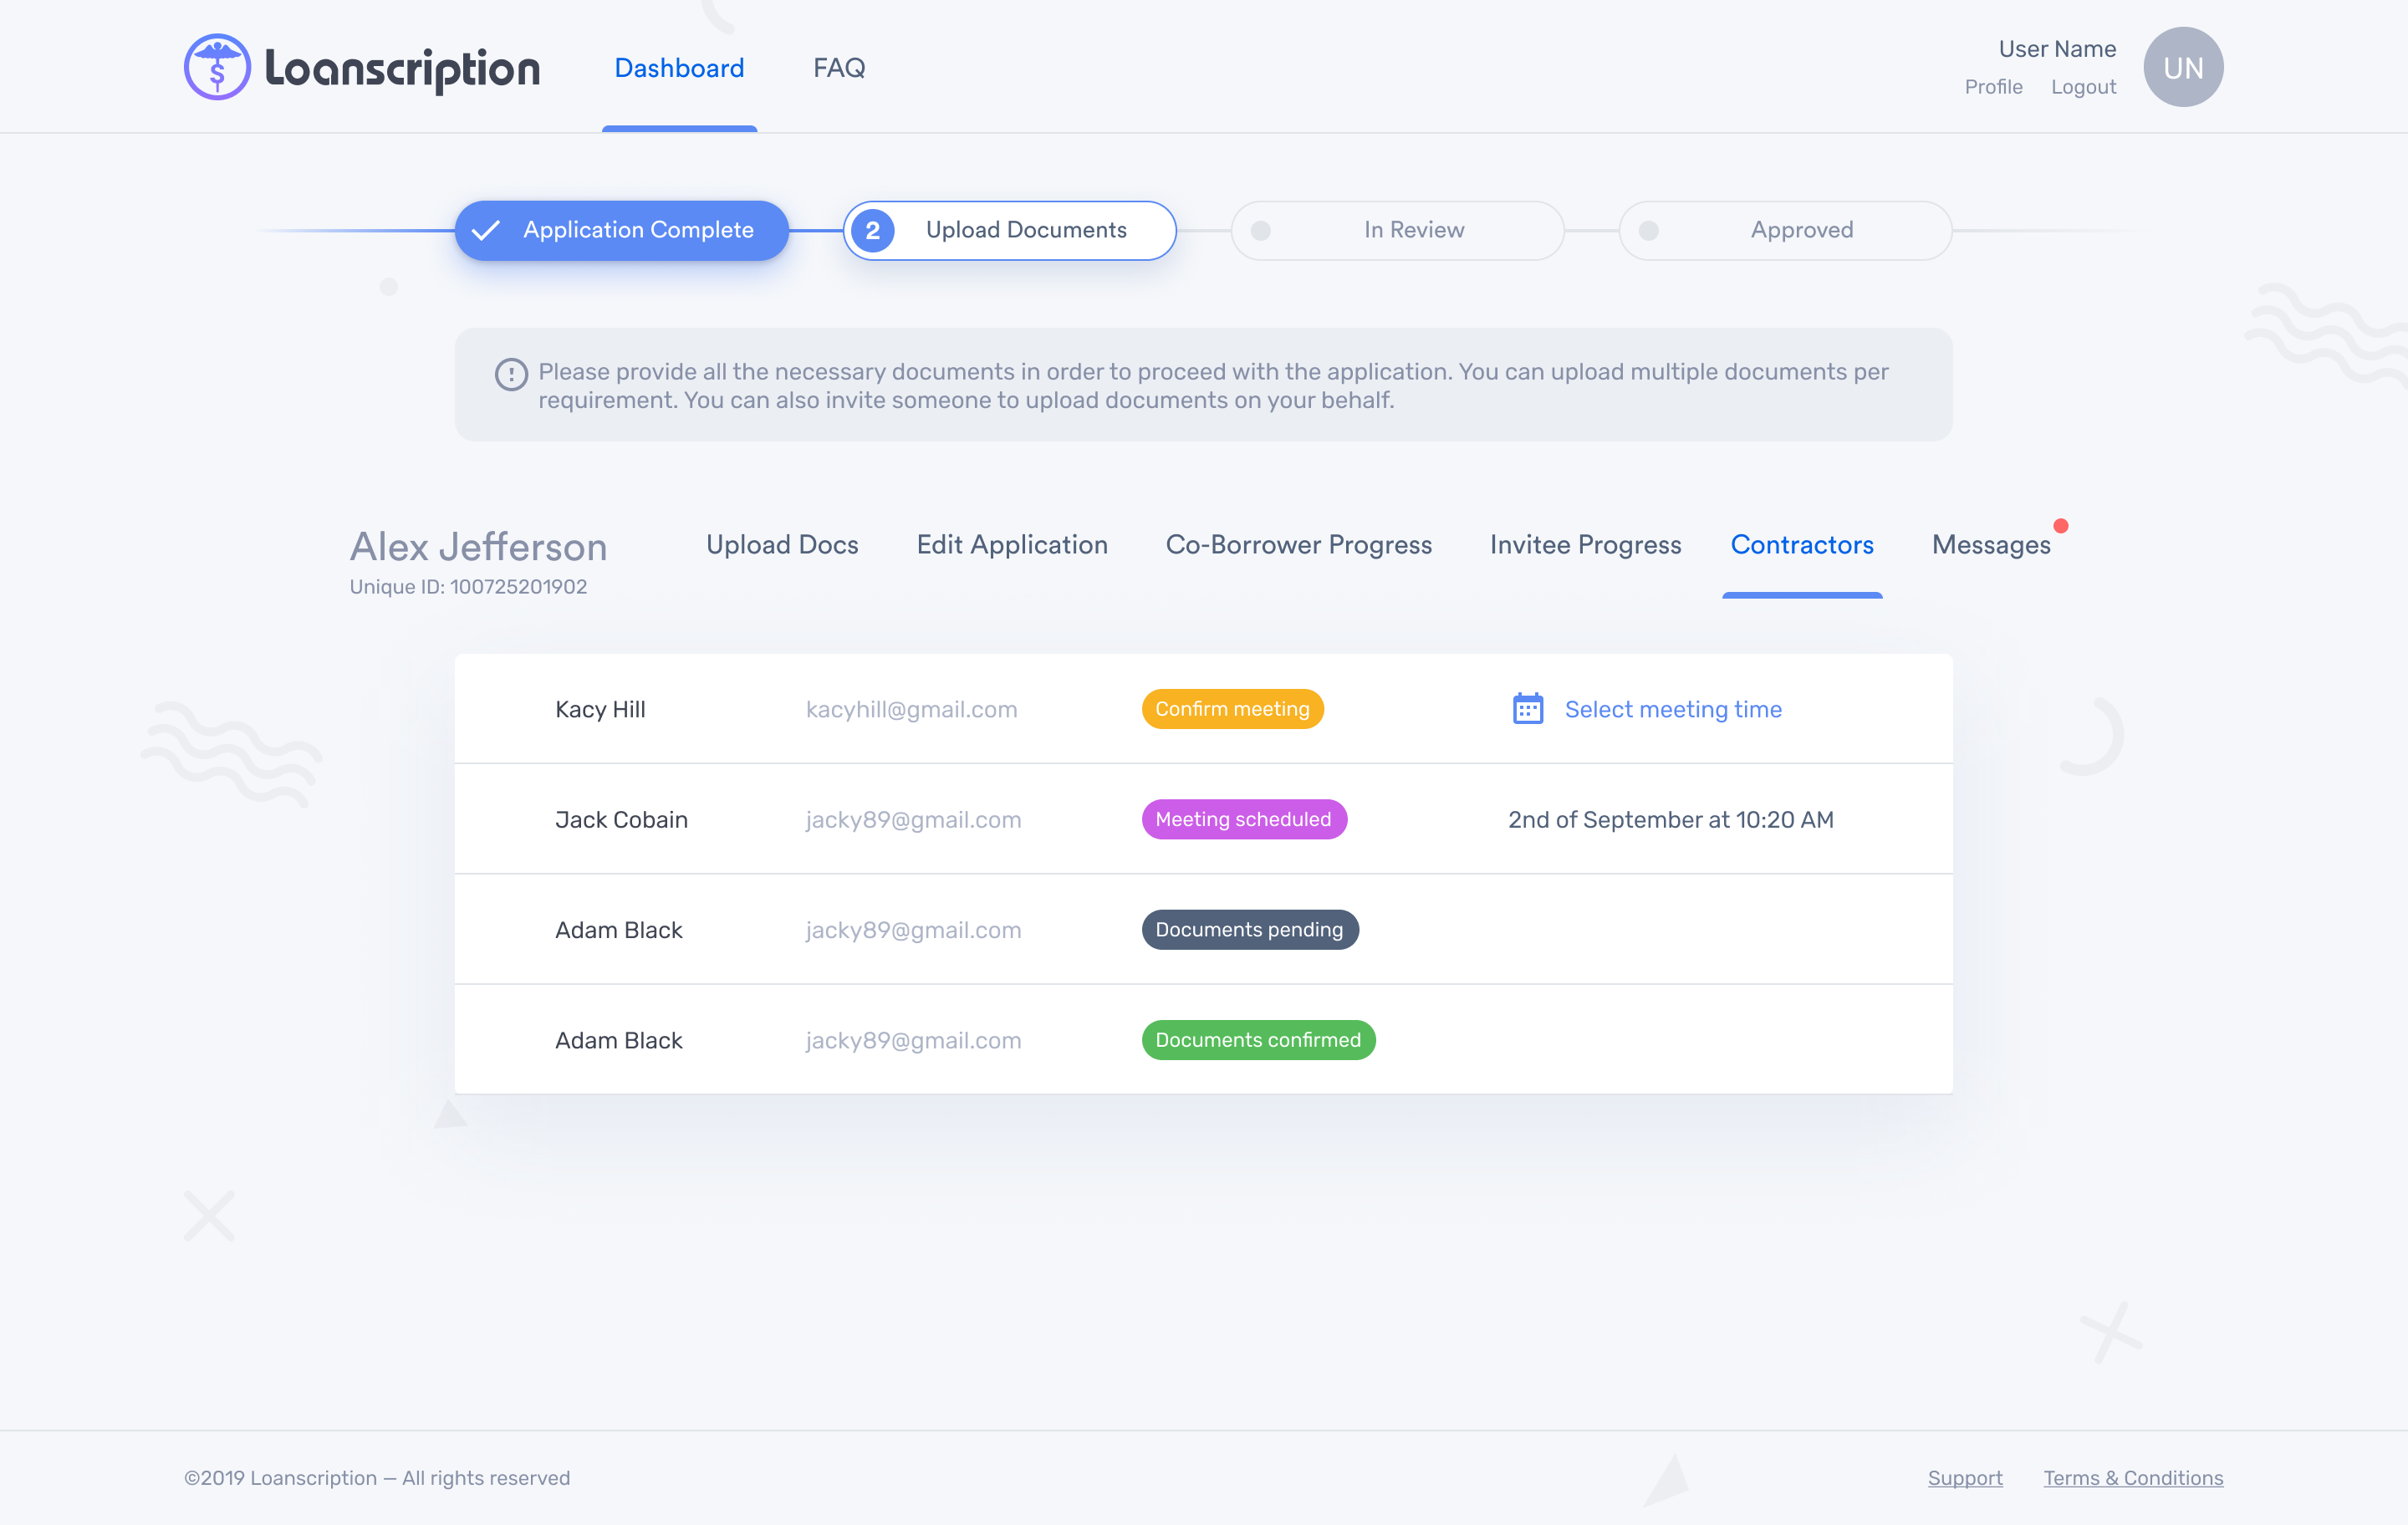 Loanscription
Dashboard
FAQ
User Name
Profile Logout
UN
Application Complete
2 Upload Documents
In Review
Approved
Please provide all the necessary documents in order to proceed with the application. You can upload multiple documents per
requirement. You can also invite someone to upload documents on your behalf.
Alex Jefferson
Unique ID: 100725201902
Upload Docs
Edit Application
Co-Borrower Progress
Invitee Progress
Contractors
Messages
Kacy Hill kacyhill@gmail.com Confirm meeting Select meeting time
Jack Cobain jacky89@gmail.com Meeting scheduled 2nd of September at 10:20 AM
Adam Black jacky89@gmail.com Documents pending
Adam Black jacky89@gmail.com Documents confirmed
©2019 Loanscription — All rights reserved
Support
Terms & Conditions